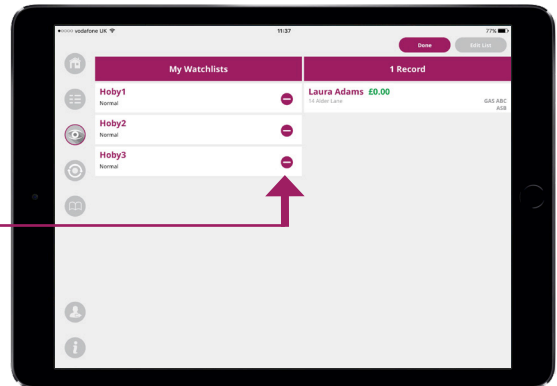 vodafone UK 11:37 77%
Done Edit List
My Watchlists 1 Record
Hoby1
Normal
Hoby2
Normal
Hoby3
Normal
Laura Adams £0.00
14 Alder Lane GAS ABC
ASB
i